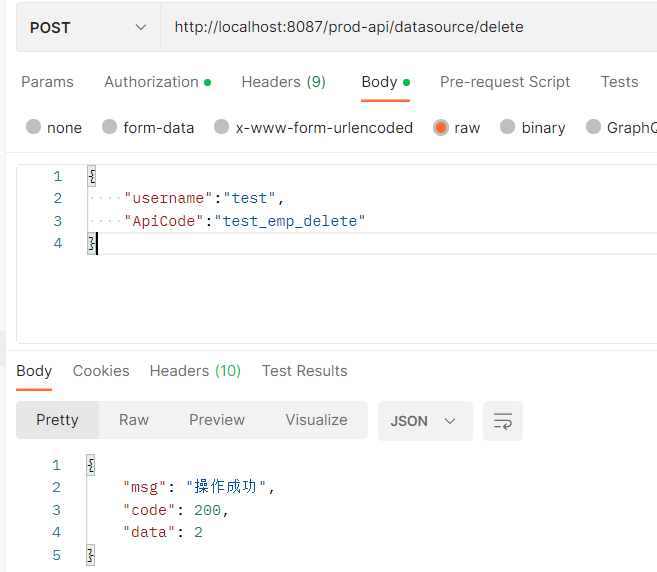 POST http://localhost:8087/prod-api/datasource/delete
Params Authorization Headers (9) Body Pre-request Script Tests
none form-data x-www-form-urlencoded raw binary GraphQ
1 {
2 "username":"test",
3 "ApiCode":"test_emp_delete"
4 }
Body Cookies Headers (10) Test Results
Pretty Raw Preview Visualize JSON
1 {
2 "msg": "操作成功",
3 "code": 200,
4 "data": 2
5 }